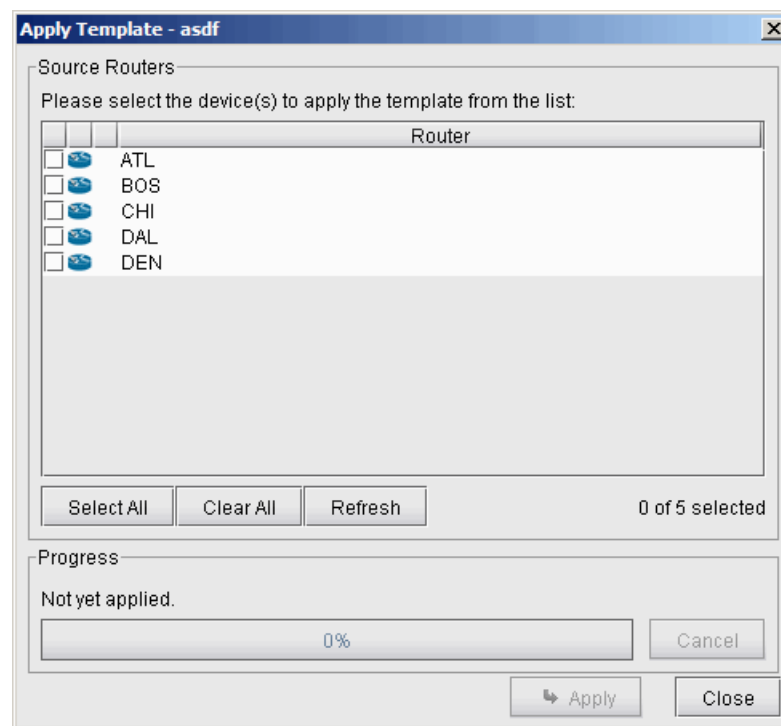 Apply Template - asdf
Source Routers
Please select the device(s) to apply the template from the list:
Router
ATL
BOS
CHI
DAL
DEN
Select All Clear All Refresh 0 of 5 selected
Progress
Not yet applied.
0% Cancel
Apply Close